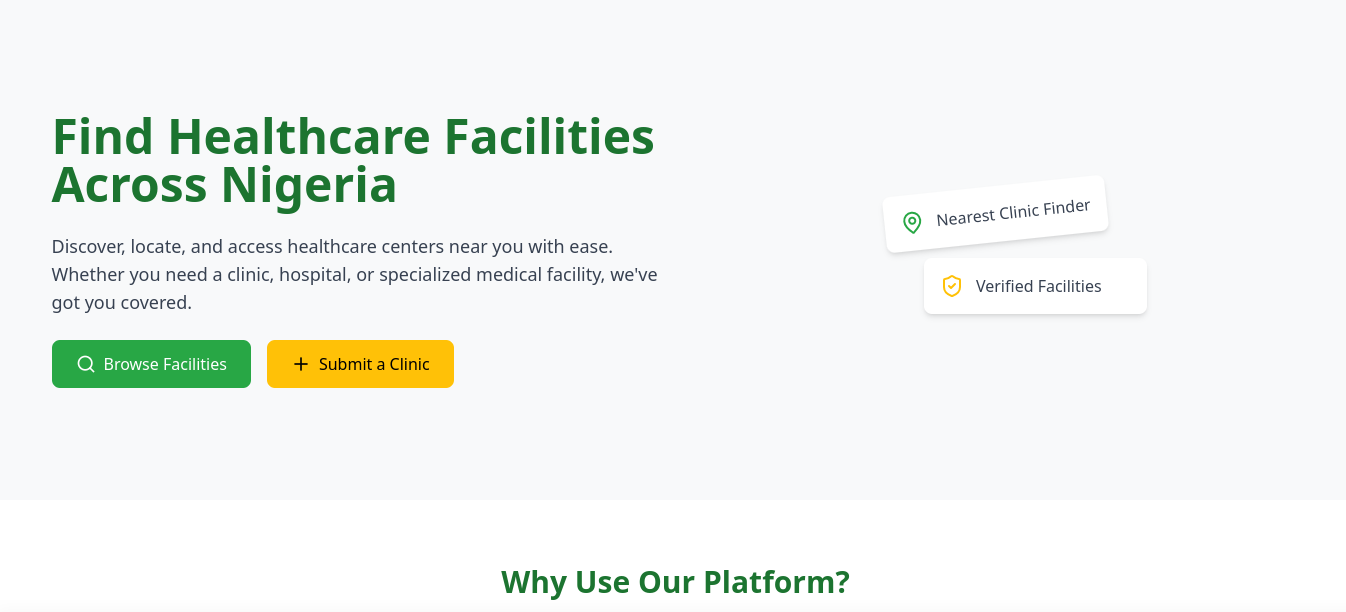 Find Healthcare Facilities
Across Nigeria
Discover, locate, and access healthcare centers near you with ease.
Whether you need a clinic, hospital, or specialized medical facility, we've
got you covered.
Browse Facilities
Submit a Clinic
Nearest Clinic Finder
Verified Facilities
Why Use Our Platform?